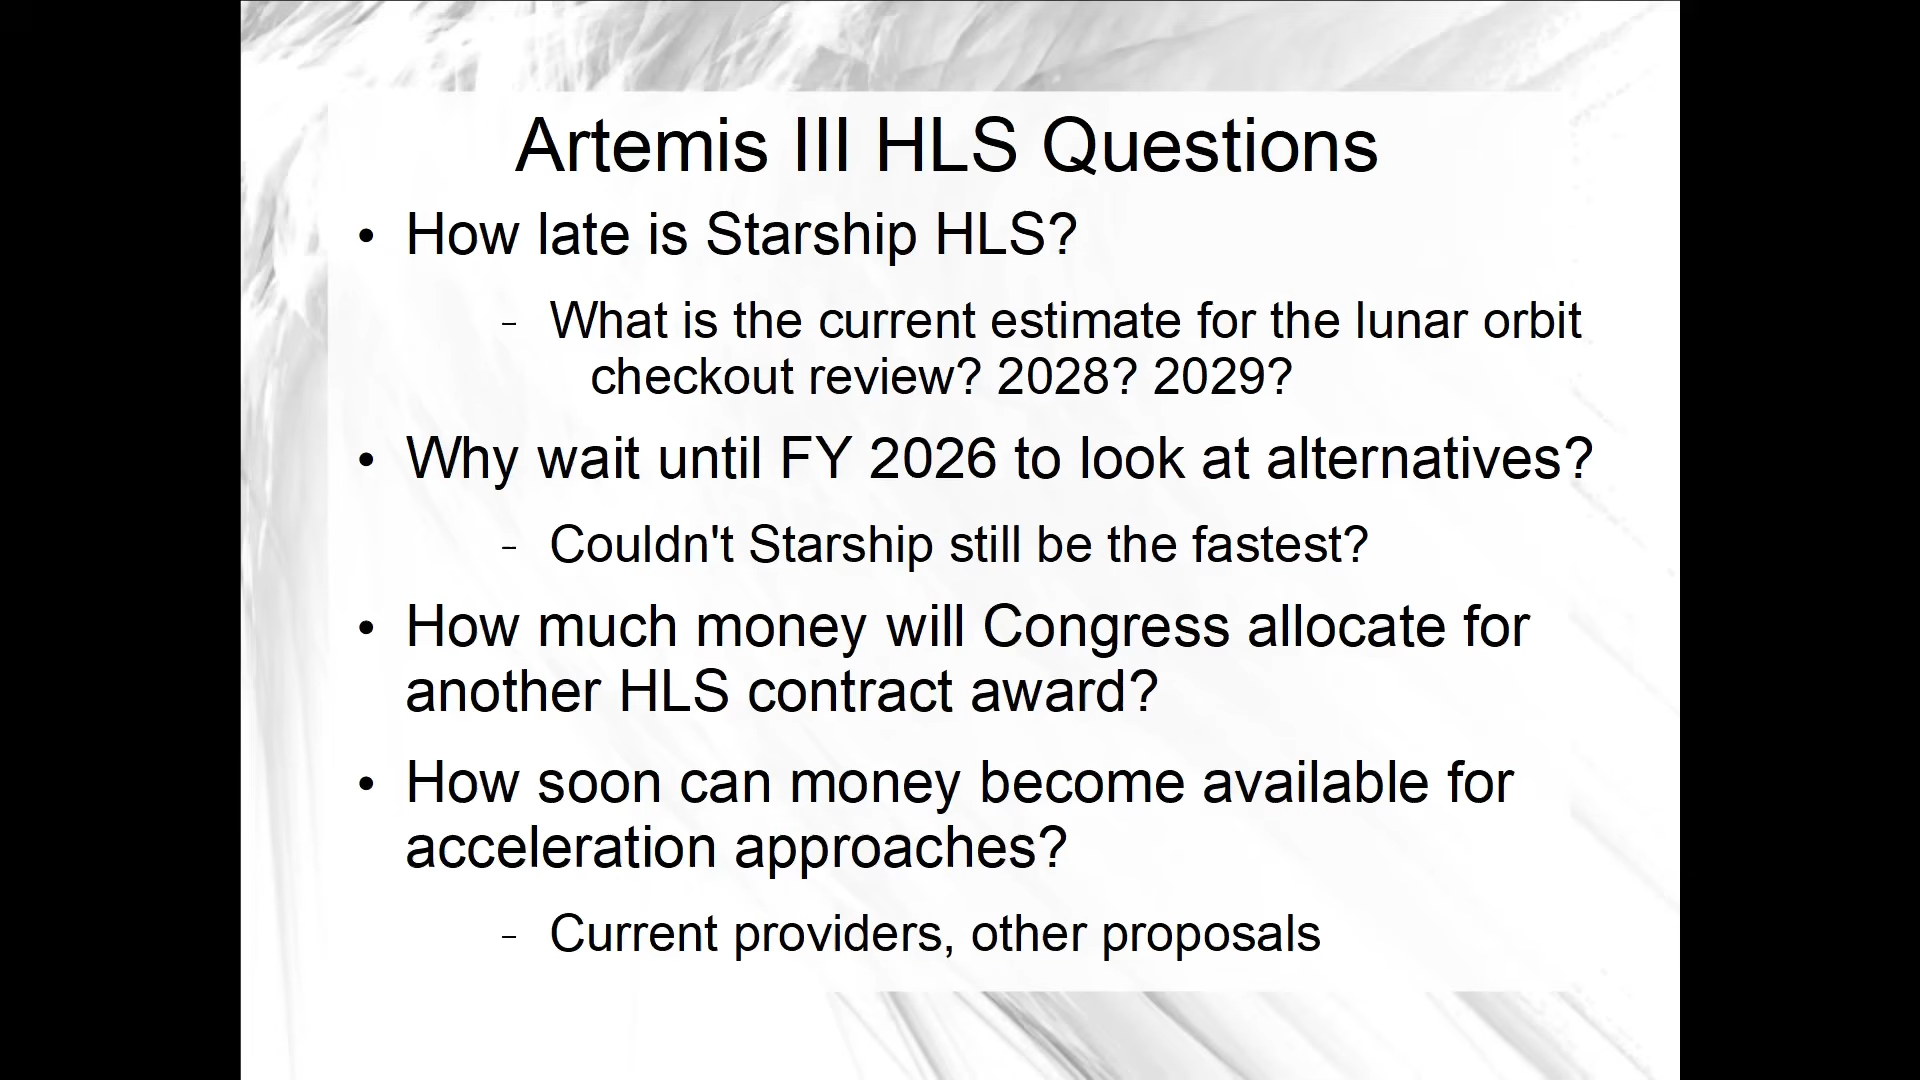 Artemis III HLS Questions
• How late is Starship HLS?
– What is the current estimate for the lunar orbit
checkout review? 2028? 2029?
• Why wait until FY 2026 to look at alternatives?
– Couldn't Starship still be the fastest?
• How much money will Congress allocate for
another HLS contract award?
• How soon can money become available for
acceleration approaches?
– Current providers, other proposals